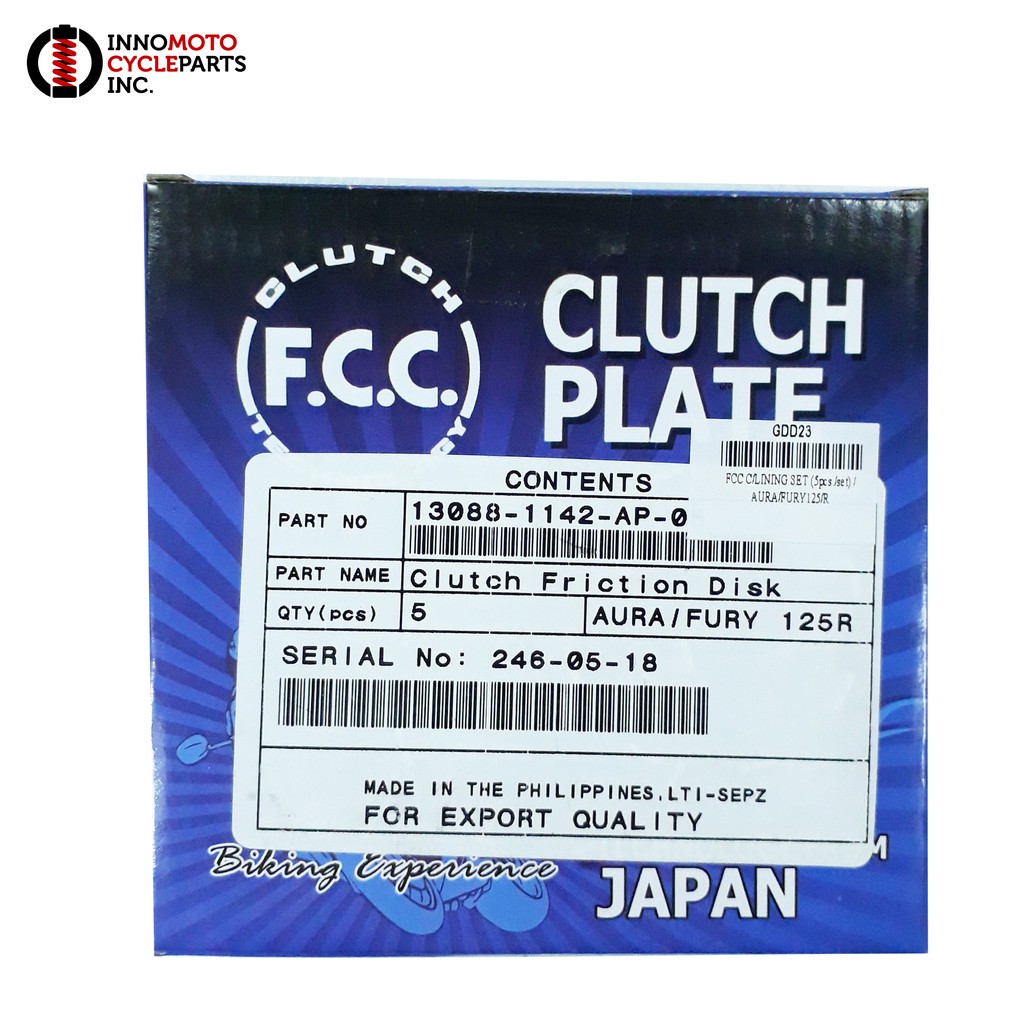 INNOMOTO
CYCLEPARTS
INC.
CLUTCH
F.C.C.
CLUTCH
PLATE
GDD23
FCC C/LINING SET (5pcs/set) /
AURA/FURY125/R
CONTENTS
PART NO 13088-1142-AP-0
PART NAME Clutch Friction Disk
QTY(pcs) 5 AURA/FURY 125R
SERIAL No: 246-05-18
MADE IN THE PHILIPPINES,LTI-SEPZ
FOR EXPORT QUALITY
Biking Experience
JAPAN